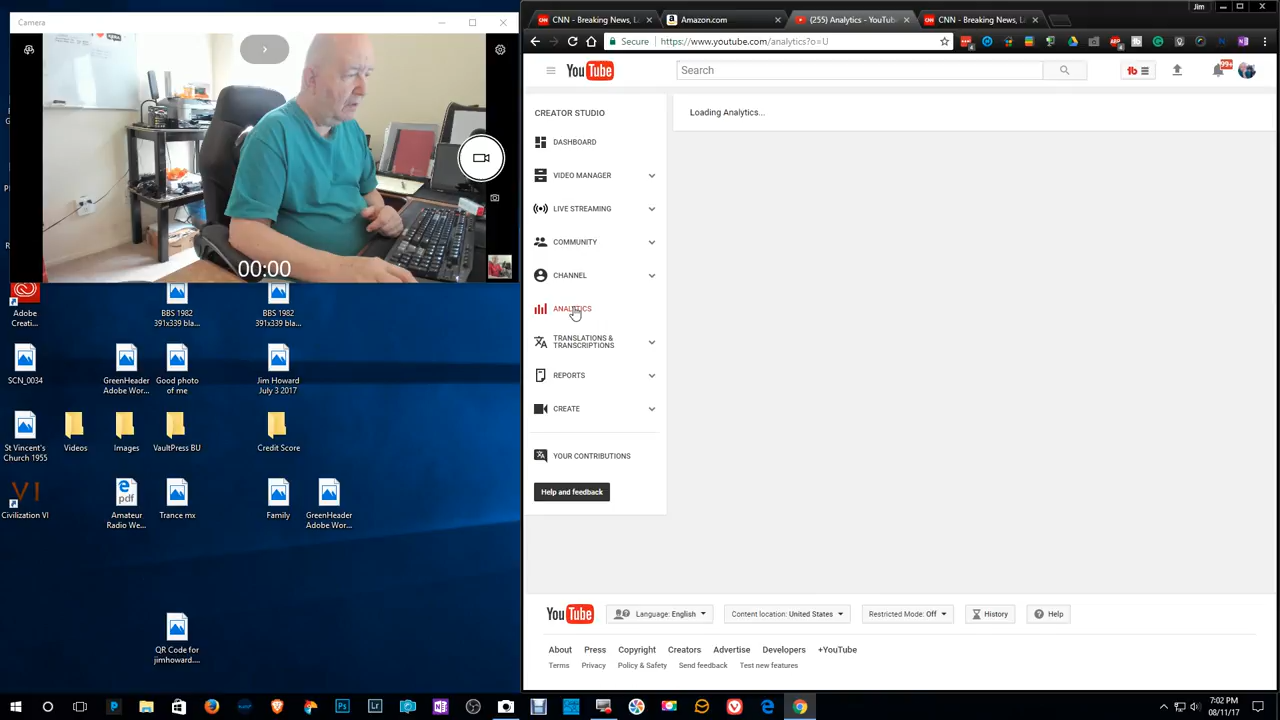 Camera
00:00
Adobe
Creati...
BBS 1982
391x339 bla...
BBS 1982
391x339 bla...
SCN_0034
GreenHeader
Adobe Wor...
Good photo
of me
Jim Howard
July 3 2017
St Vincent's
Church 1955
Videos
Images
VaultPress BU
Credit Score
Civilization VI
Amateur
Radio We...
Trance mx
Family
GreenHeader
Adobe Wor...
QR Code for
jimhoward....
Jim
CNN - Breaking News, L
Amazon.com
(255) Analytics - YouTube
CNN - Breaking News, L
Secure
https://www.youtube.com/analytics?o=U
YouTube
Search
99+
CREATOR STUDIO
Loading Analytics...
DASHBOARD
VIDEO MANAGER
LIVE STREAMING
COMMUNITY
CHANNEL
ANALYTICS
TRANSLATIONS &
TRANSCRIPTIONS
REPORTS
CREATE
YOUR CONTRIBUTIONS
Help and feedback
YouTube
Language: English
Content location: United States
Restricted Mode: Off
History
Help
About Press Copyright Creators Advertise Developers +YouTube
Terms Privacy Policy & Safety Send feedback Test new features
7:02 PM
08/11/17